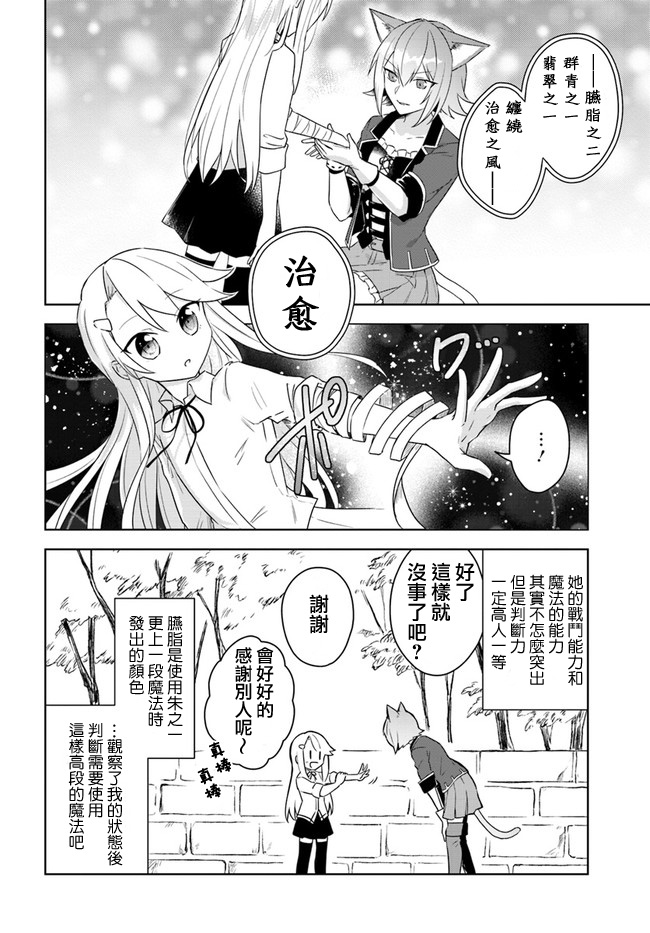 ──臙脂之二
群青之一
翡翠之一
纏繞
治愈之風──
治愈
ワ…
…!
ポゥ
她的戰鬥能力和
魔法的能力
其實不怎麼突出
但是判斷力
一定高人一等
好了
這樣就
沒事了吧?
謝謝
會好好的
感謝別人呢～
真棒
真棒
臙脂是使用朱之一
更上一段魔法時
發出的顏色
…觀察了我的狀態後
判斷需要使用
這樣高段的魔法吧